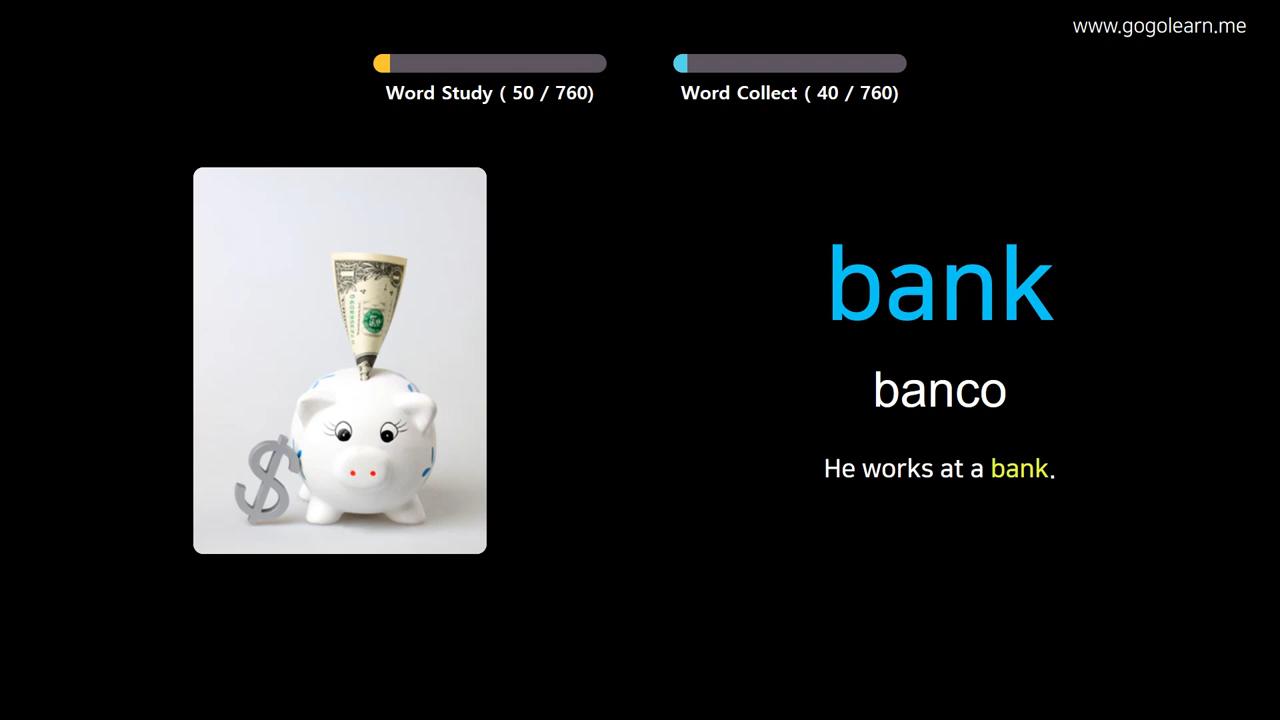 www.gogolearn.me
Word Study ( 50 / 760)
Word Collect ( 40 / 760)
bank
banco
He works at a bank.
$